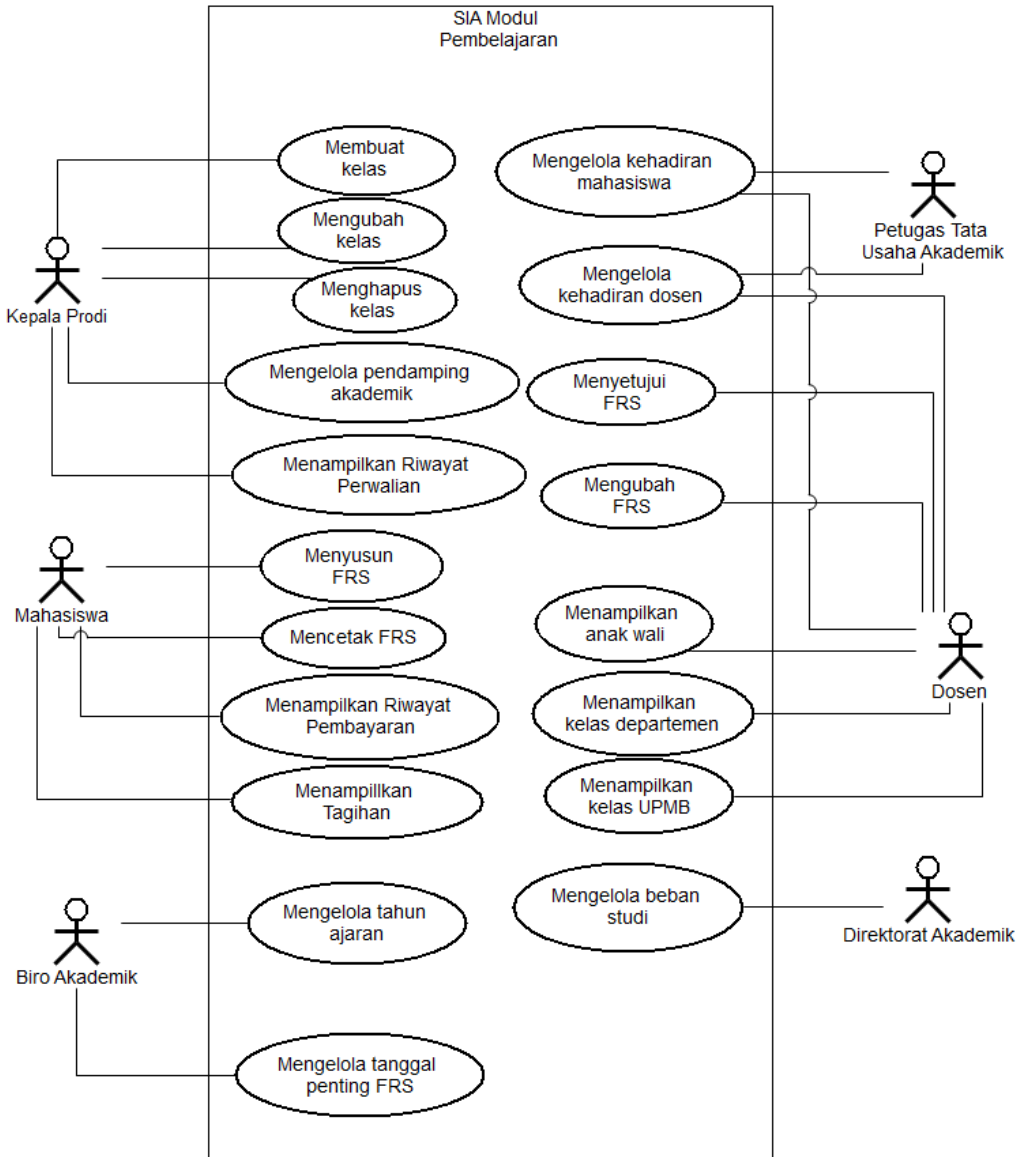 SIA Modul
Pembelajaran
Membuat
kelas
Mengubah
kelas
Menghapus
kelas
Kepala Prodi
Mengelola pendamping
akademik
Menampilkan Riwayat
Perwalian
Menyusun
FRS
Mahasiswa
Mencetak FRS
Menampilkan Riwayat
Pembayaran
Menampillkan
Tagihan
Mengelola tahun
ajaran
Biro Akademik
Mengelola tanggal
penting FRS
Mengelola kehadiran
mahasiswa
Petugas Tata
Usaha Akademik
Mengelola
kehadiran dosen
Menyetujui
FRS
Mengubah
FRS
Menampilkan
anak wali
Dosen
Menampilkan
kelas departemen
Menampilkan
kelas UPMB
Mengelola beban
studi
Direktorat Akademik